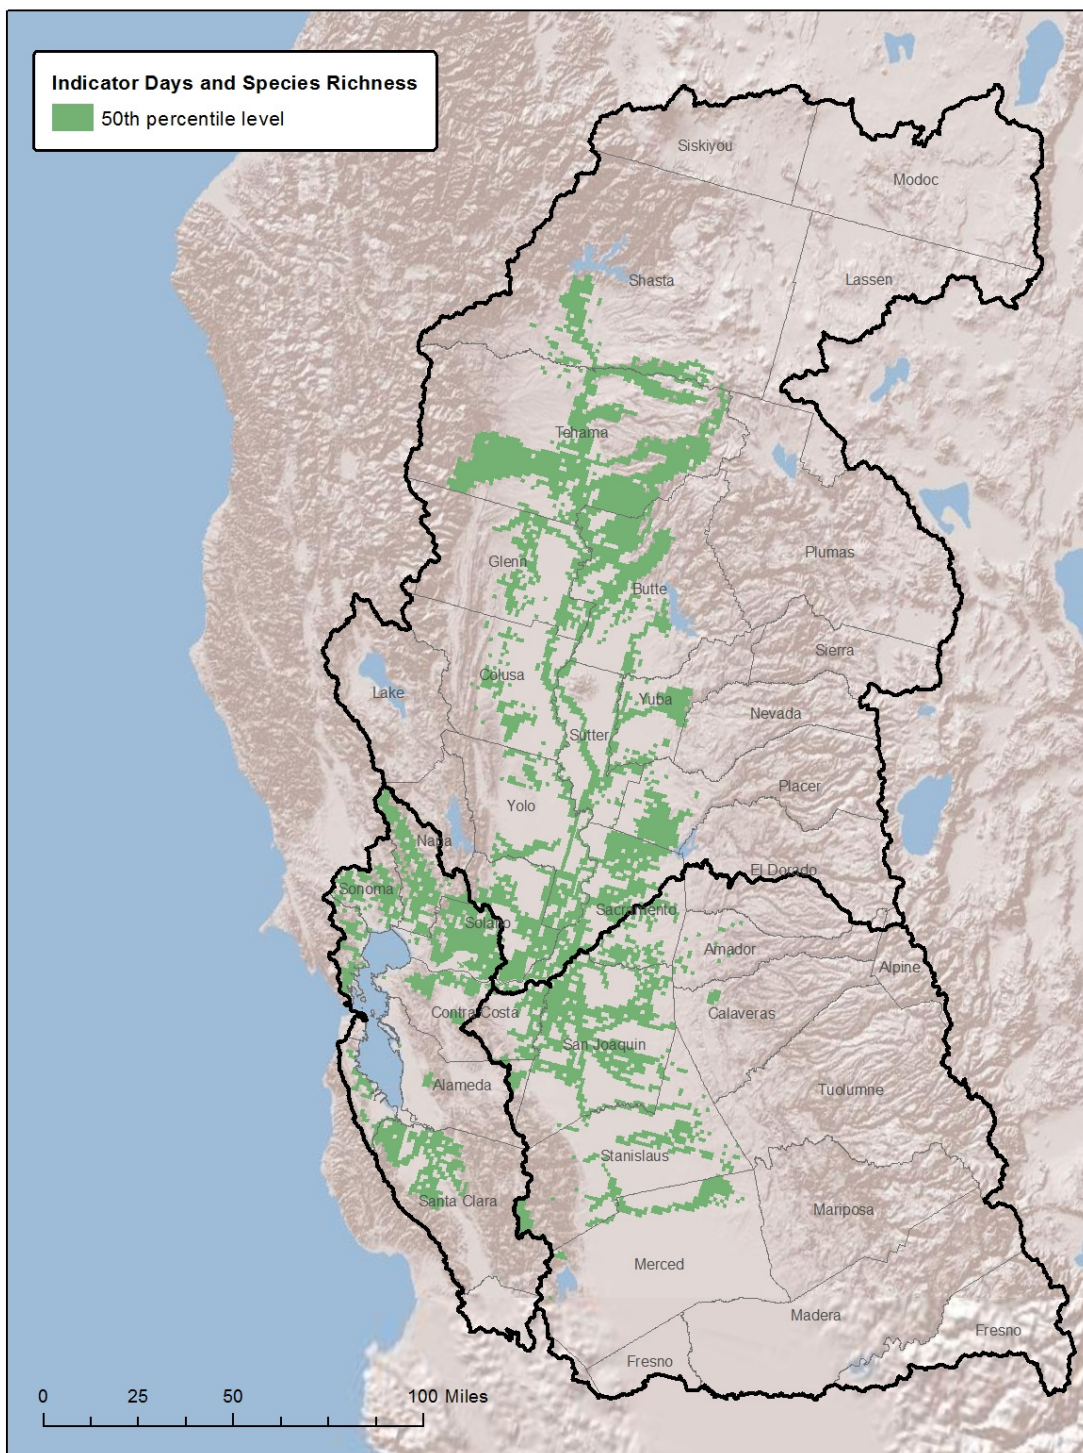 Indicator Days and Species Richness
50th percentile level
Siskiyou
Modoc
Shasta
Lassen
Tehama
Glenn
Butte
Plumas
Sierra
Colusa
Lake
Yuba
Nevada
Sutter
Placer
Yolo
Napa
El Dorado
Sonoma
Solano
Sacramento
Amador
Alpine
Contra Costa
Calaveras
San Joaquin
Alameda
Tuolumne
Stanislaus
Santa Clara
Mariposa
Merced
Madera
Fresno
Fresno
0 25 50 100 Miles